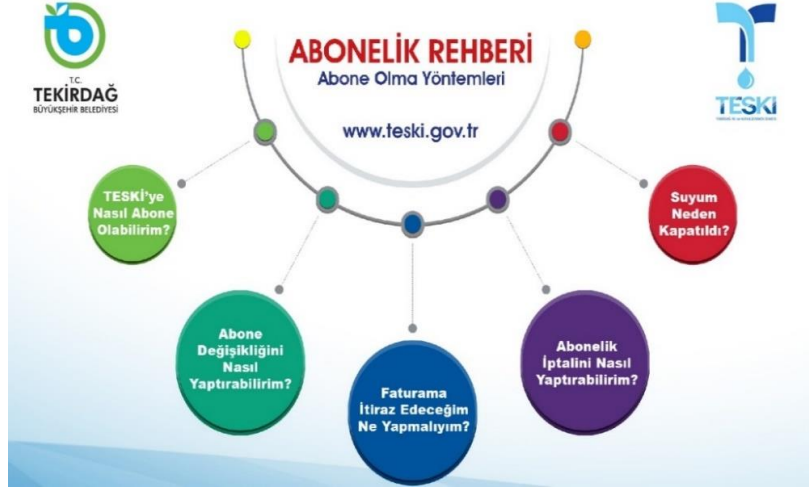 T.C.
TEKİRDAĞ
BÜYÜKŞEHİR BELEDİYESİ
ABONELİK REHBERİ
Abone Olma Yöntemleri
www.teski.gov.tr
TESKİ
TESKİ'ye
Nasıl Abone
Olabilirim?
Abone
Değişikliğini
Nasıl
Yaptırabilirim?
Faturama
İtiraz Edeceğim
Ne Yapmalıyım?
Abonelik
İptalini Nasıl
Yaptırabilirim?
Suyum
Neden
Kapatıldı?